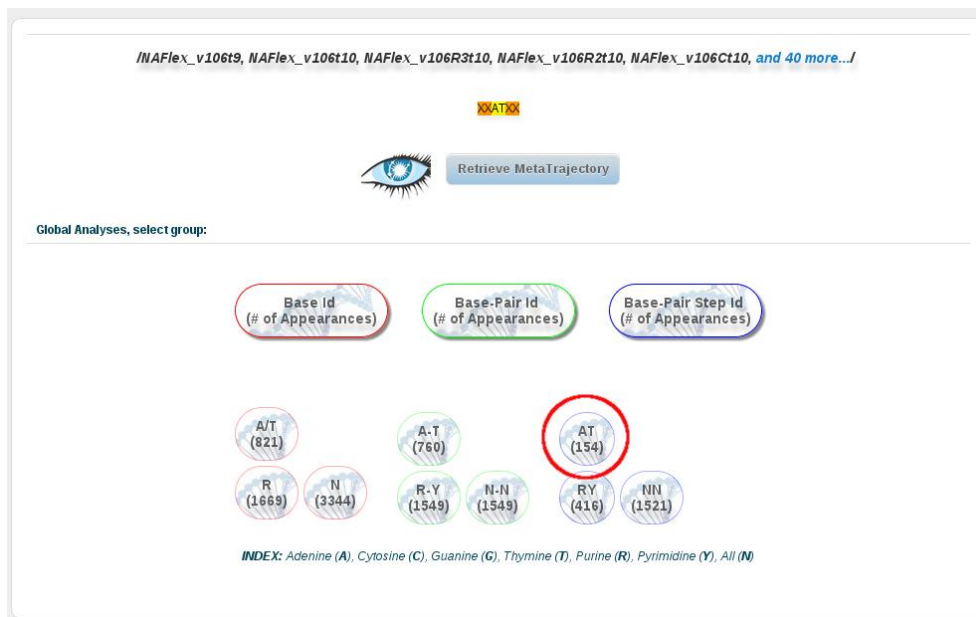 /NAFlex_v106t9, NAFlex_v106t10, NAFlex_v106R3t10, NAFlex_v106R2t10, NAFlex_v106Ct10, and 40 more.../
XXATXX
Retrieve MetaTrajectory
Global Analyses, select group:
Base Id
(# of Appearances)
Base-Pair Id
(# of Appearances)
Base-Pair Step Id
(# of Appearances)
A/T
(821)
A-T
(760)
AT
(154)
R
(1669)
N
(3344)
R-Y
(1549)
N-N
(1549)
RY
(416)
NN
(1521)
INDEX: Adenine (A), Cytosine (C), Guanine (G), Thymine (T), Purine (R), Pyrimidine (Y), All (N)